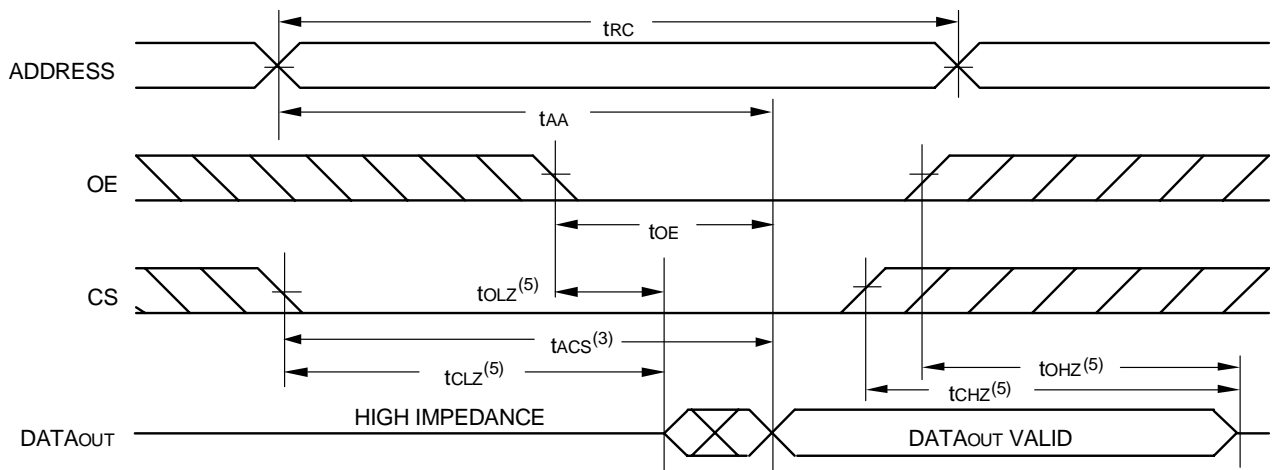 tRC
ADDRESS
tAA
OE
tOE
CS
tOLZ(5)
tACS(3)
tOHZ(5)
tCLZ(5)
tCHZ(5)
HIGH IMPEDANCE
DATAOUT
DATAOUT VALID